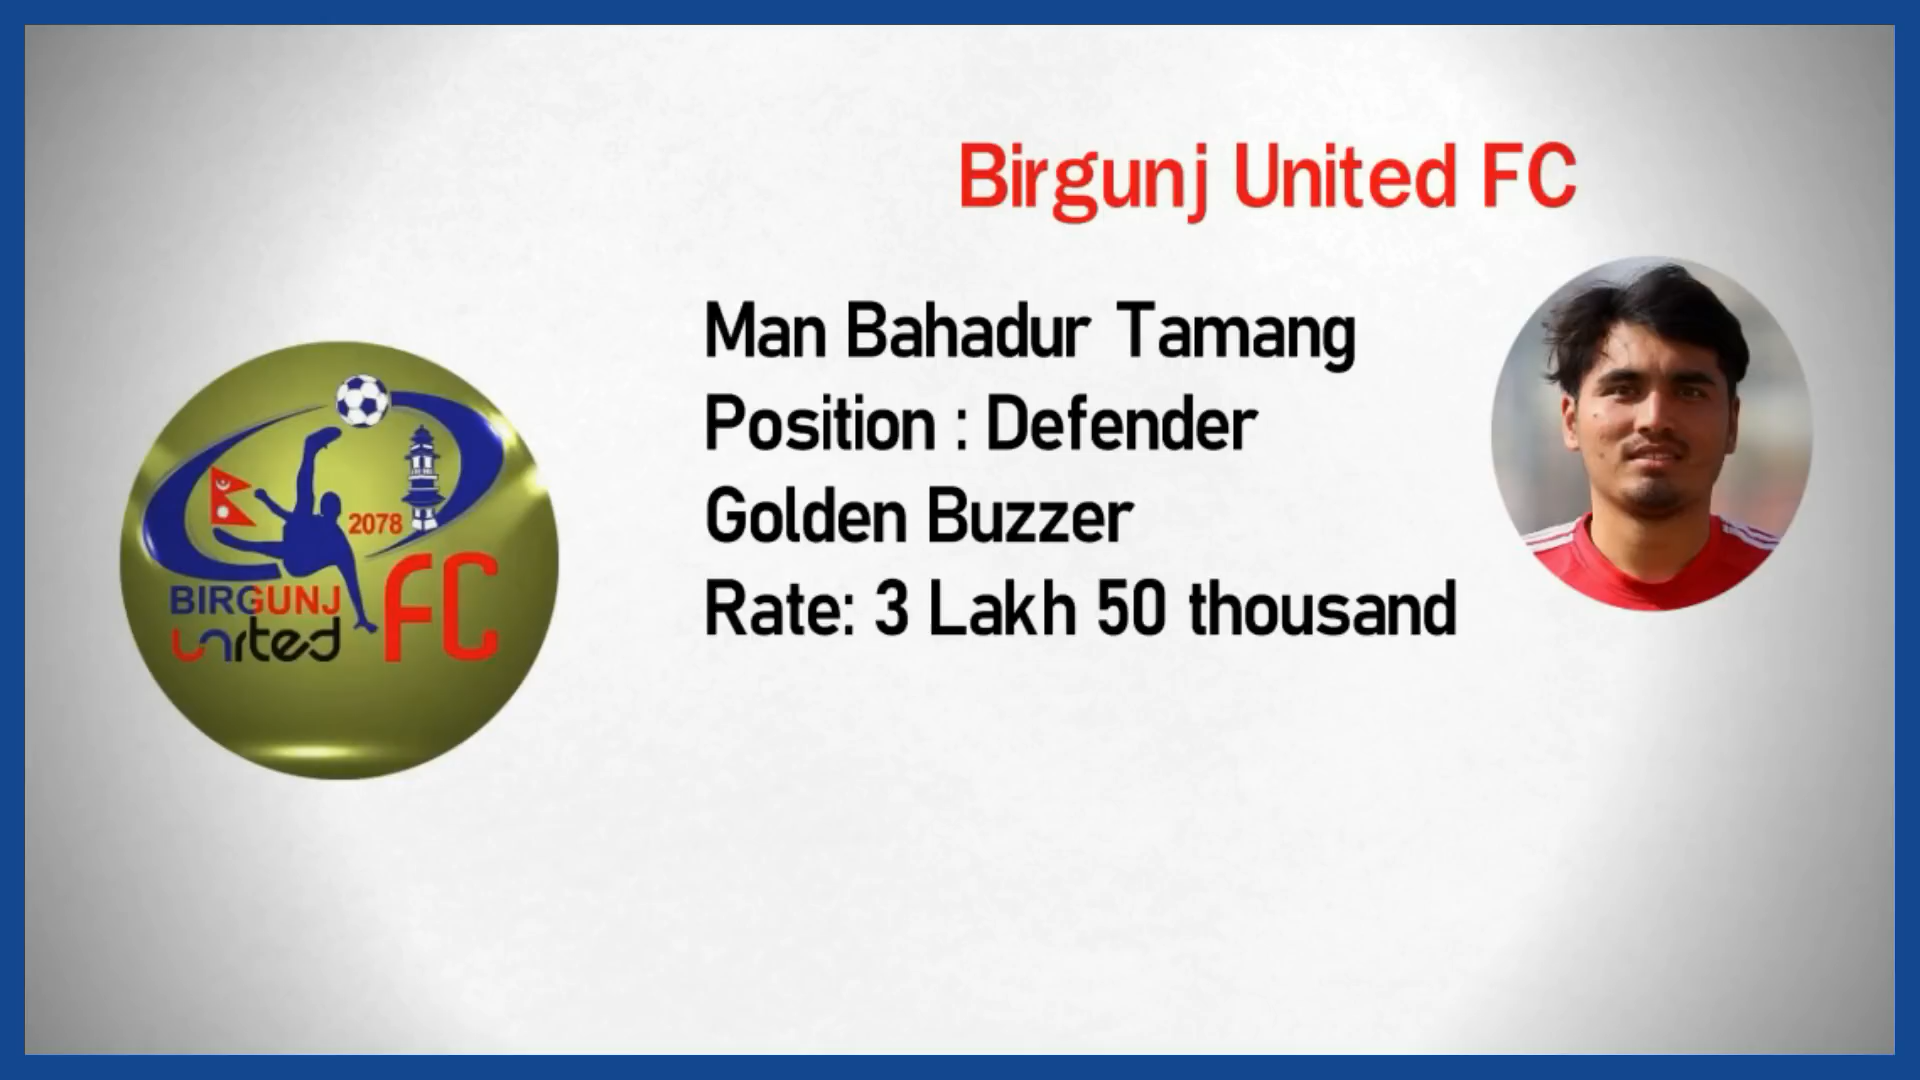 Birgunj United FC
Man Bahadur Tamang
Position : Defender
Golden Buzzer
Rate: 3 Lakh 50 thousand
2078
BIRGUNJ
united
FC